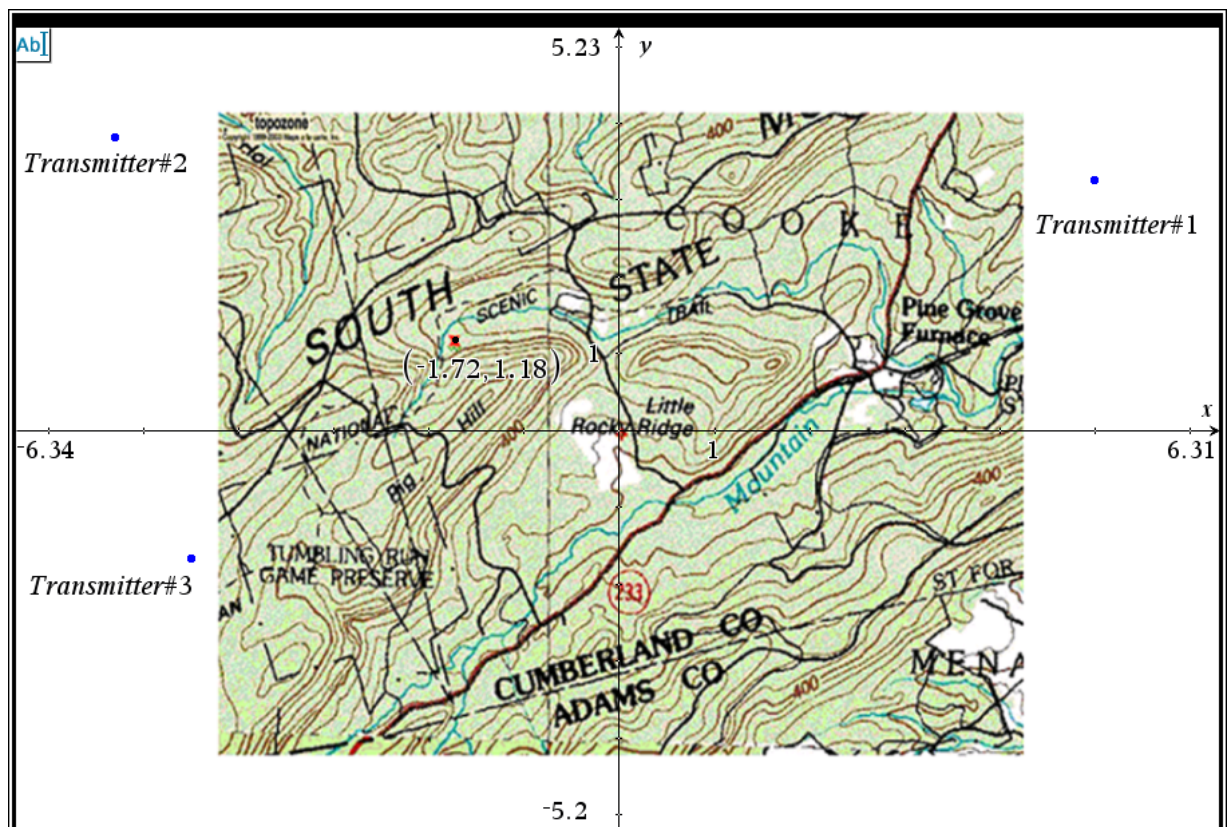 Ab
5.23 y
topozone
400
Transmitter#2
COOKE
Transmitter#1
STATE
SOUTH
SCENIC
TRAIL
Pine Grove
Furnace
1
(-1.72, 1.18)
Little
Rocky Ridge
Hill
NATIONAL
400
x
-6.34
1
6.31
Mountain
400
Big
TUMBLING RUN
GAME PRESERVE
Transmitter#3
ST FOR
233
AN
CUMBERLAND CO
MENA
ADAMS CO
400
-5.2